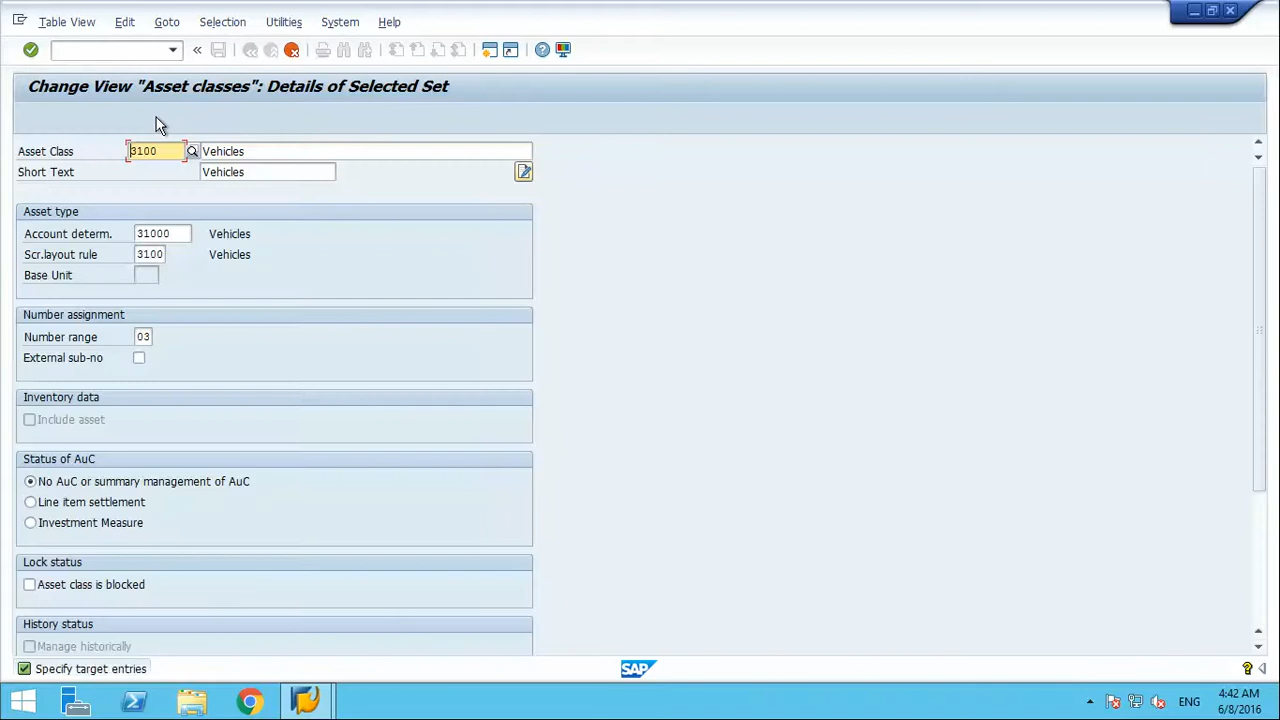 Table View Edit Goto Selection Utilities System Help
Change View "Asset classes": Details of Selected Set
Asset Class 3100 Vehicles
Short Text Vehicles
Asset type
Account determ. 31000 Vehicles
Scr.layout rule 3100 Vehicles
Base Unit
Number assignment
Number range 03
External sub-no
Inventory data
Include asset
Status of AuC
No AuC or summary management of AuC
Line item settlement
Investment Measure
Lock status
Asset class is blocked
History status
Manage historically
Specify target entries
SAP
ENG
4:42 AM
6/8/2016